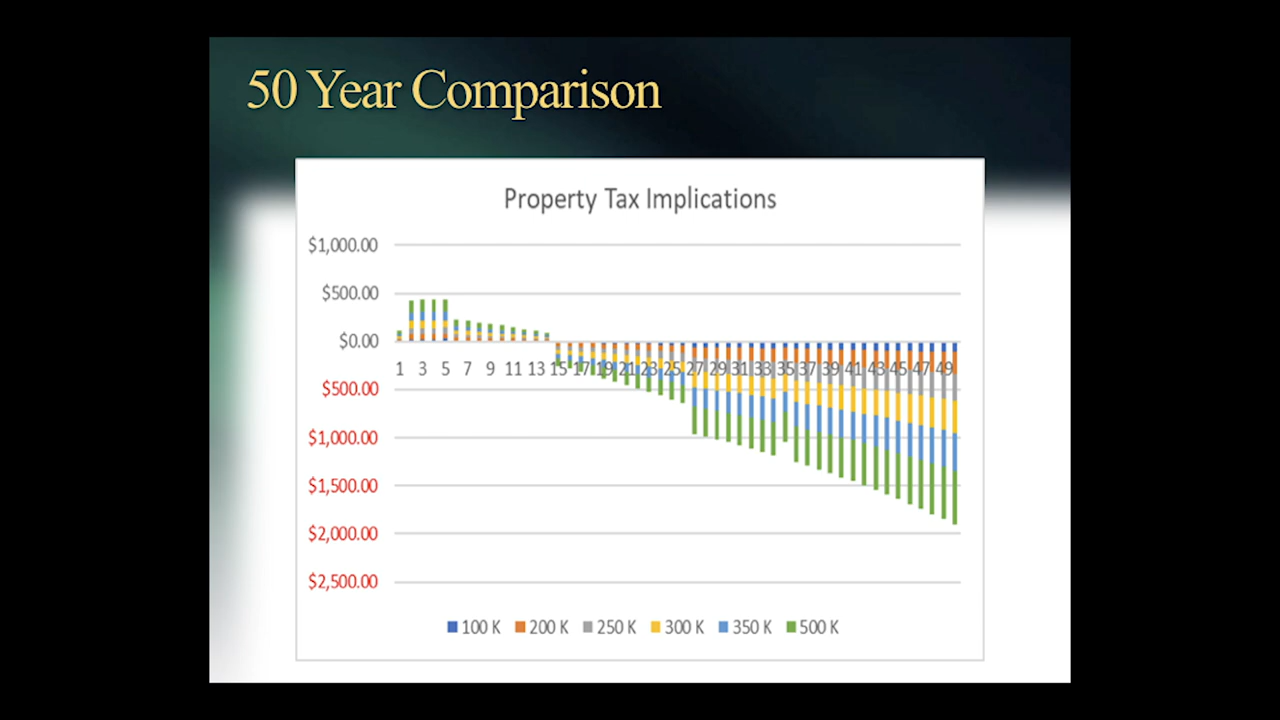 50 Year Comparison
Property Tax Implications
$1,000.00
$500.00
$0.00
1 3 5 7 9 11 13 15 17 19 21 23 25 27 29 31 33 35 37 39 41 43 45 47 49
$500.00
$1,000.00
$1,500.00
$2,000.00
$2,500.00
100 K 200 K 250 K 300 K 350 K 500 K